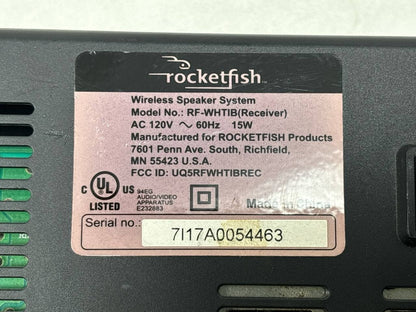 rocketfish™
Wireless Speaker System
Model No.: RF-WHTIB(Receiver)
AC 120V ~ 60Hz 15W
Manufactured for ROCKETFISH Products
7601 Penn Ave. South, Richfield,
MN 55423 U.S.A.
FCC ID: UQ5RFWHTIBREC
C UL US LISTED
94EG
AUDIO/VIDEO
APPARATUS
E232883
Made in China
Serial no.: 7I17A0054463